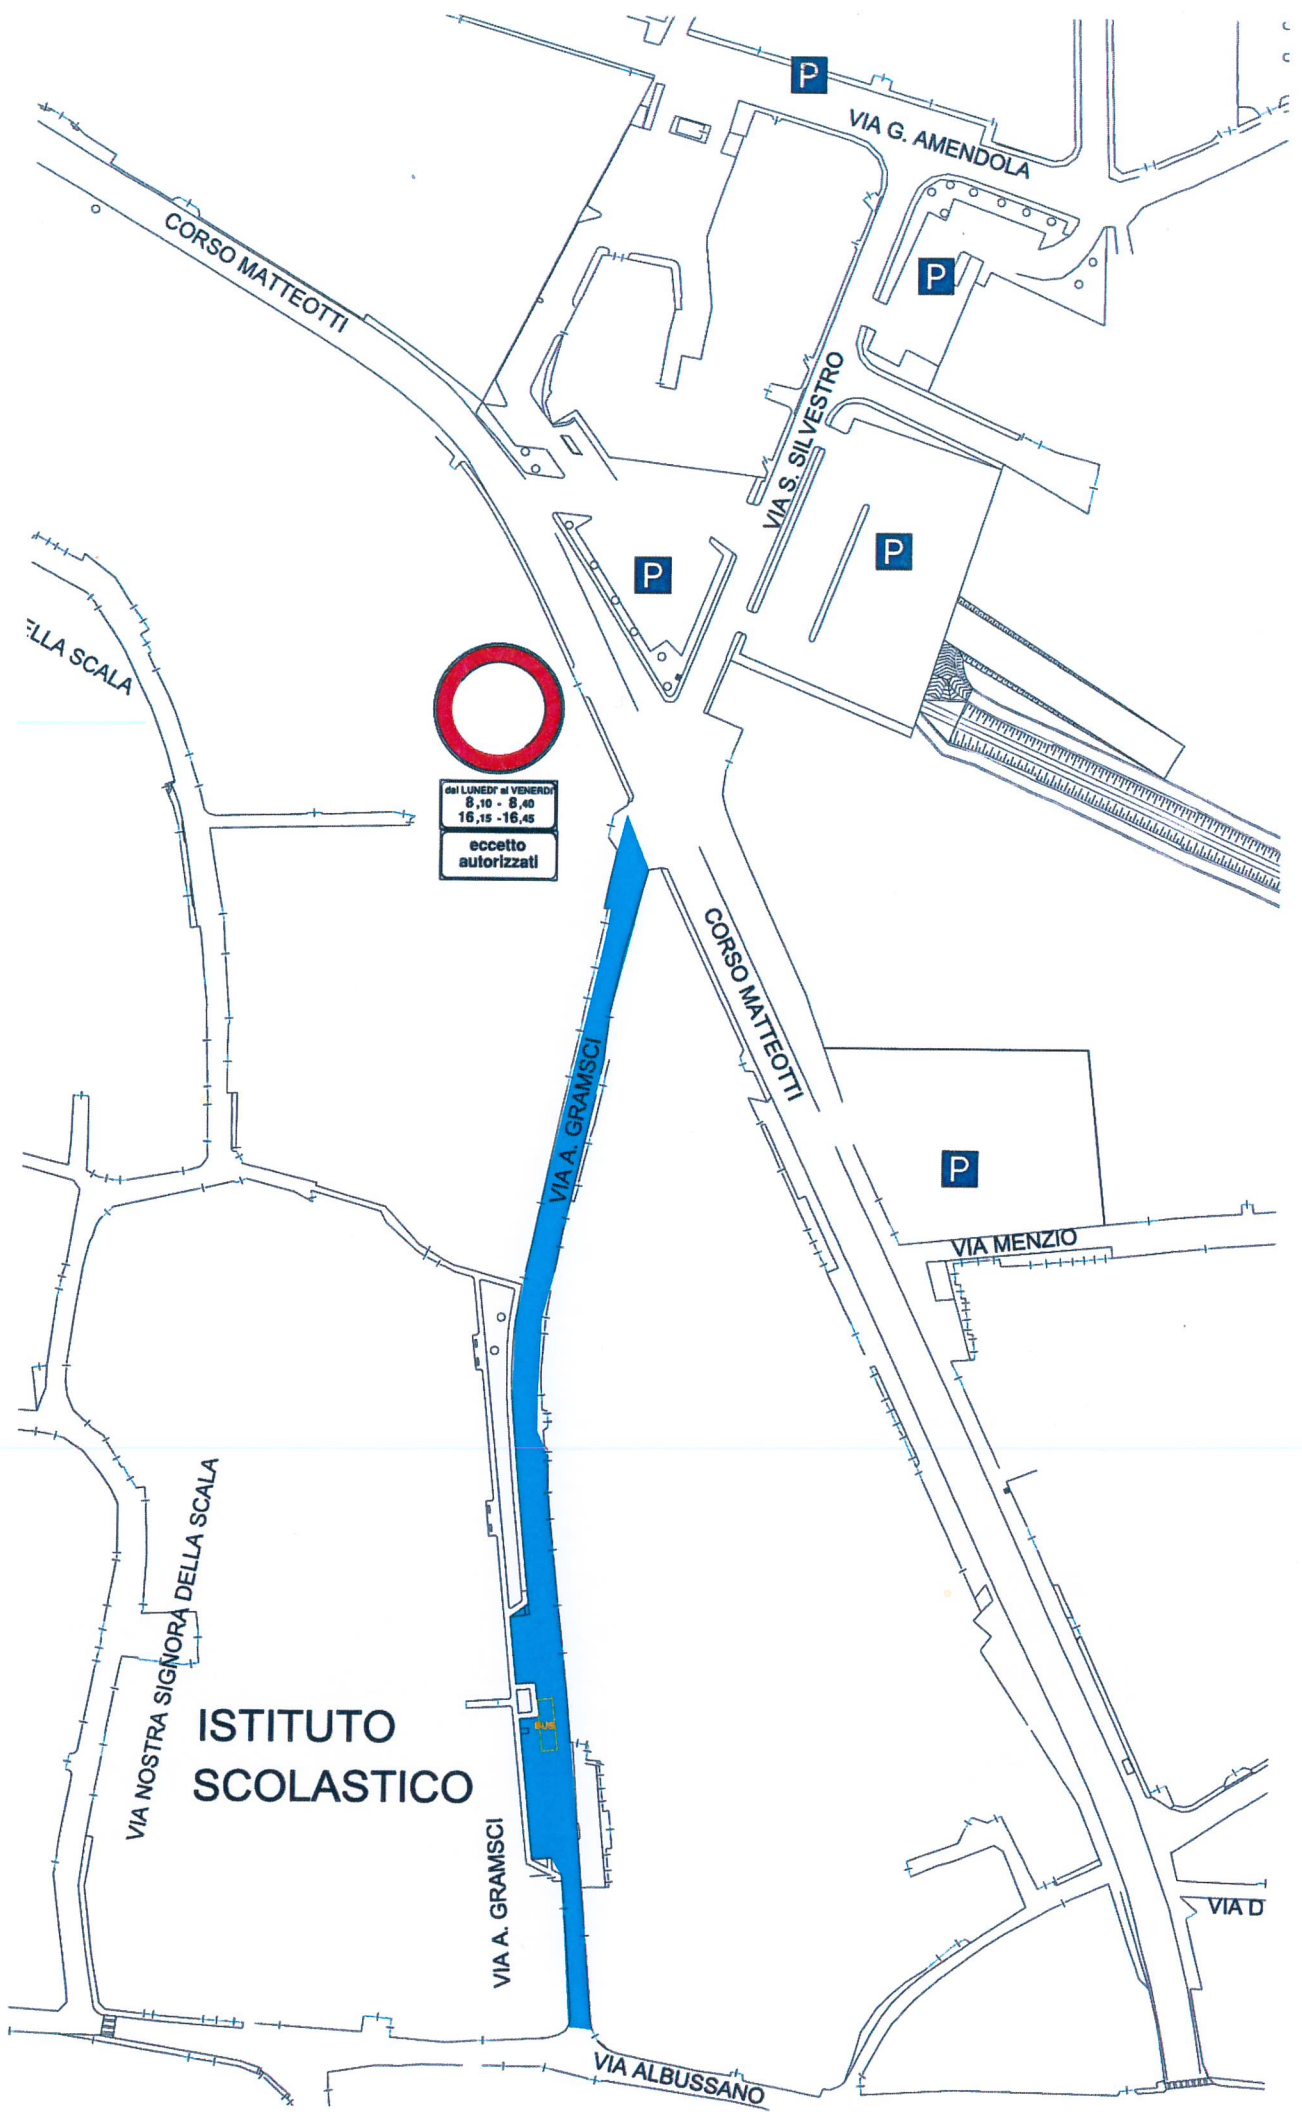 P
VIA G. AMENDOLA
CORSO MATTEOTTI
P
VIA S. SILVESTRO
P
P
ELLA SCALA
dal LUNEDI' al VENERDI'
8,10 - 8,40
16,15 -16,45
eccetto
autorizzati
CORSO MATTEOTTI
VIA A. GRAMSCI
P
VIA MENZIO
VIA NOSTRA SIGNORA DELLA SCALA
ISTITUTO
SCOLASTICO
BUS
VIA A. GRAMSCI
VIA D
VIA ALBUSSANO